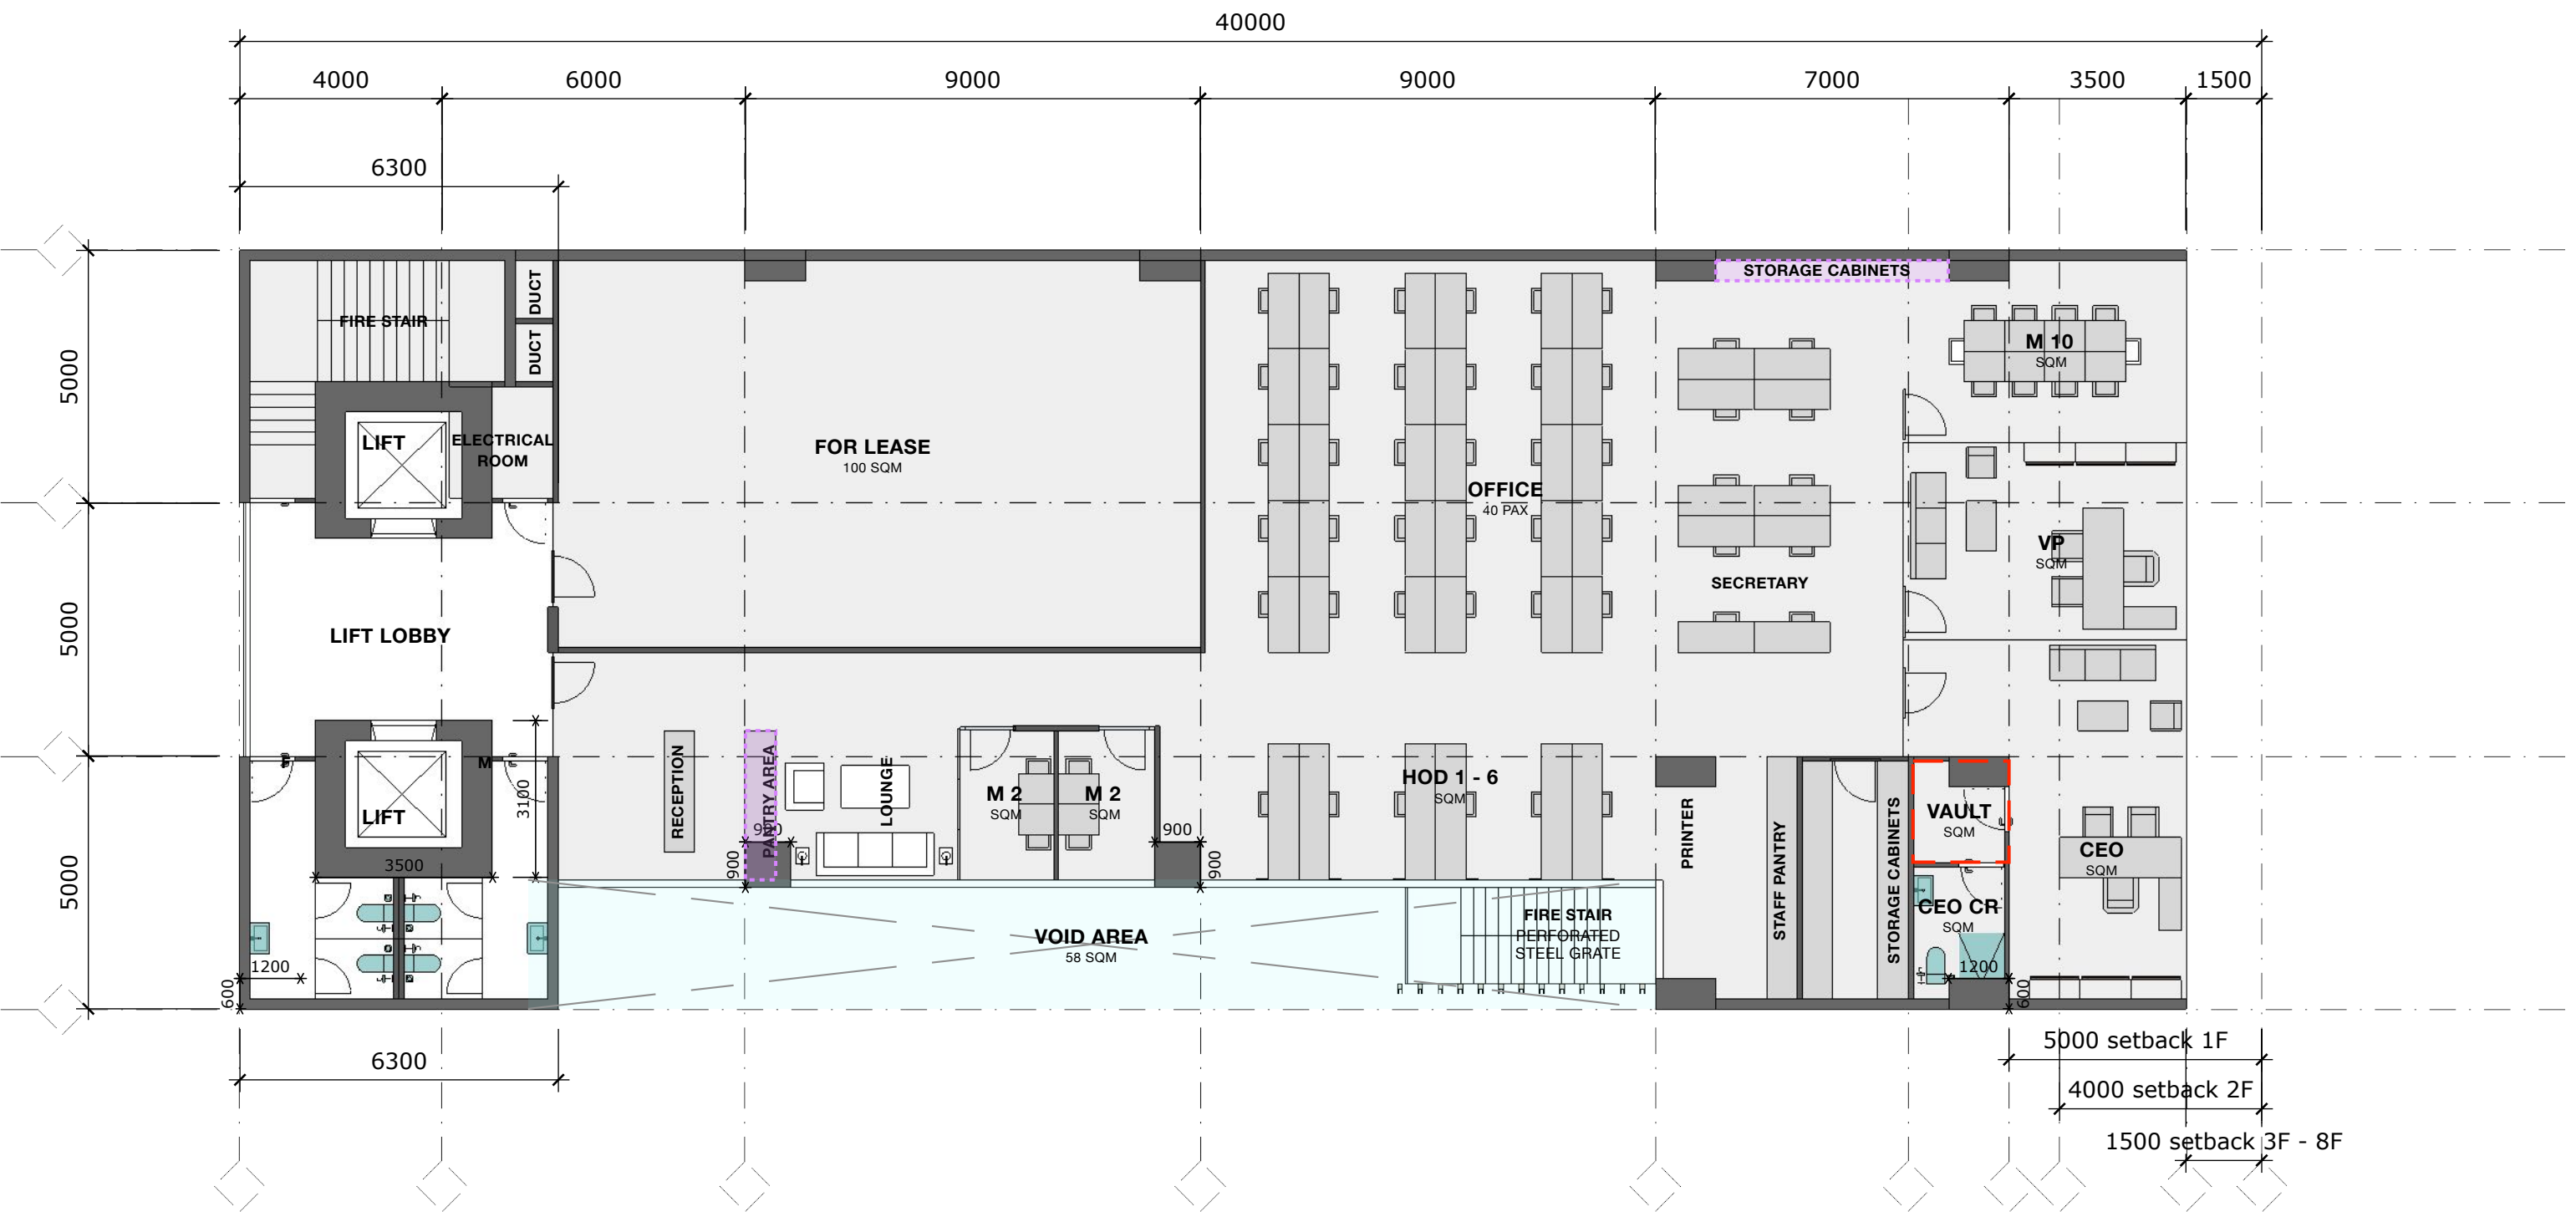 40000
4000
6000
9000
9000
7000
3500
1500
6300
5000
5000
5000
DUCT
DUCT
FIRE STAIR
LIFT
ELECTRICAL
ROOM
FOR LEASE
100 SQM
STORAGE CABINETS
M 10
SQM
OFFICE
40 PAX
VP
SQM
SECRETARY
LIFT LOBBY
RECEPTION
PANTRY AREA
LOUNGE
M 2
SQM
M 2
SQM
HOD 1 - 6
SQM
PRINTER
STAFF PANTRY
STORAGE CABINETS
VAULT
SQM
CEO
SQM
M
3100
LIFT
3500
900
900
900
900
CEO CR
SQM
VOID AREA
58 SQM
FIRE STAIR
PERFORATED
STEEL GRATE
1200
600
1200
600
6300
5000 setback 1F
4000 setback 2F
1500 setback 3F - 8F